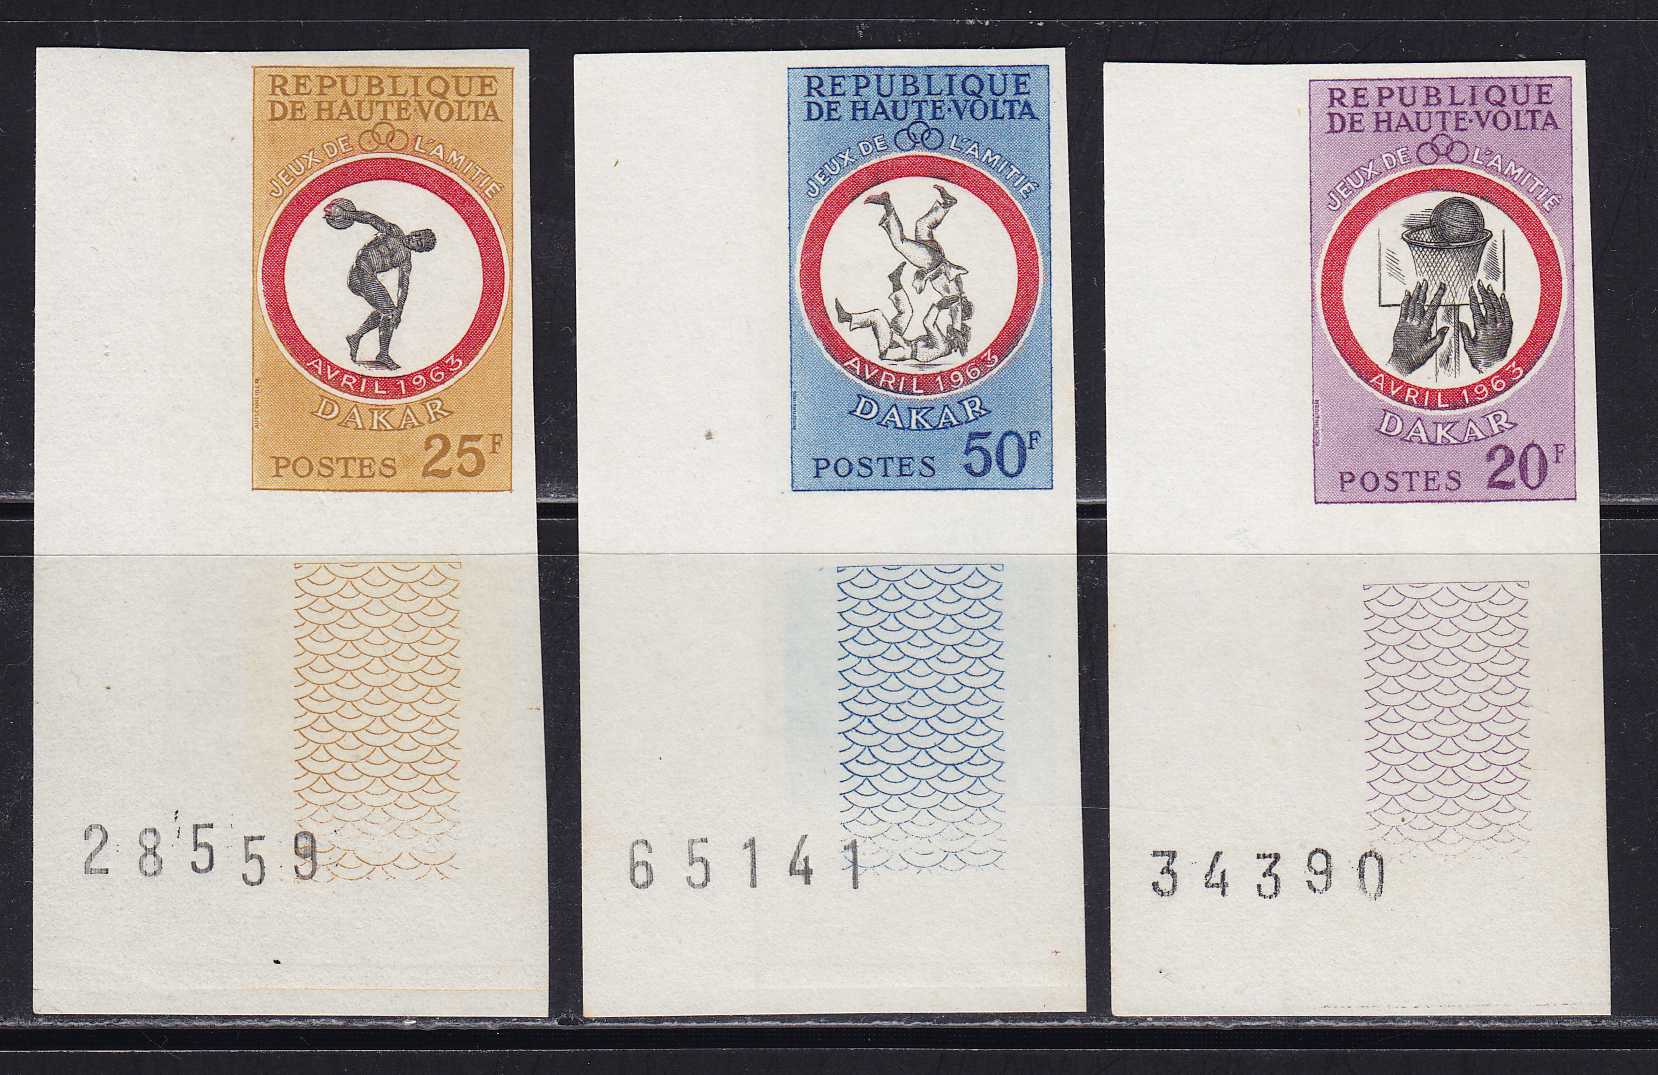 REPUBLIQUE
DE HAUTE-VOLTA
JEUX DE L'AMITIÉ
AVRIL 1963
DAKAR
POSTES 25F
28559
REPUBLIQUE
DE HAUTE-VOLTA
JEUX DE L'AMITIÉ
AVRIL 1963
DAKAR
POSTES 50F
65141
REPUBLIQUE
DE HAUTE-VOLTA
JEUX DE L'AMITIÉ
AVRIL 1963
DAKAR
POSTES 20F
34390